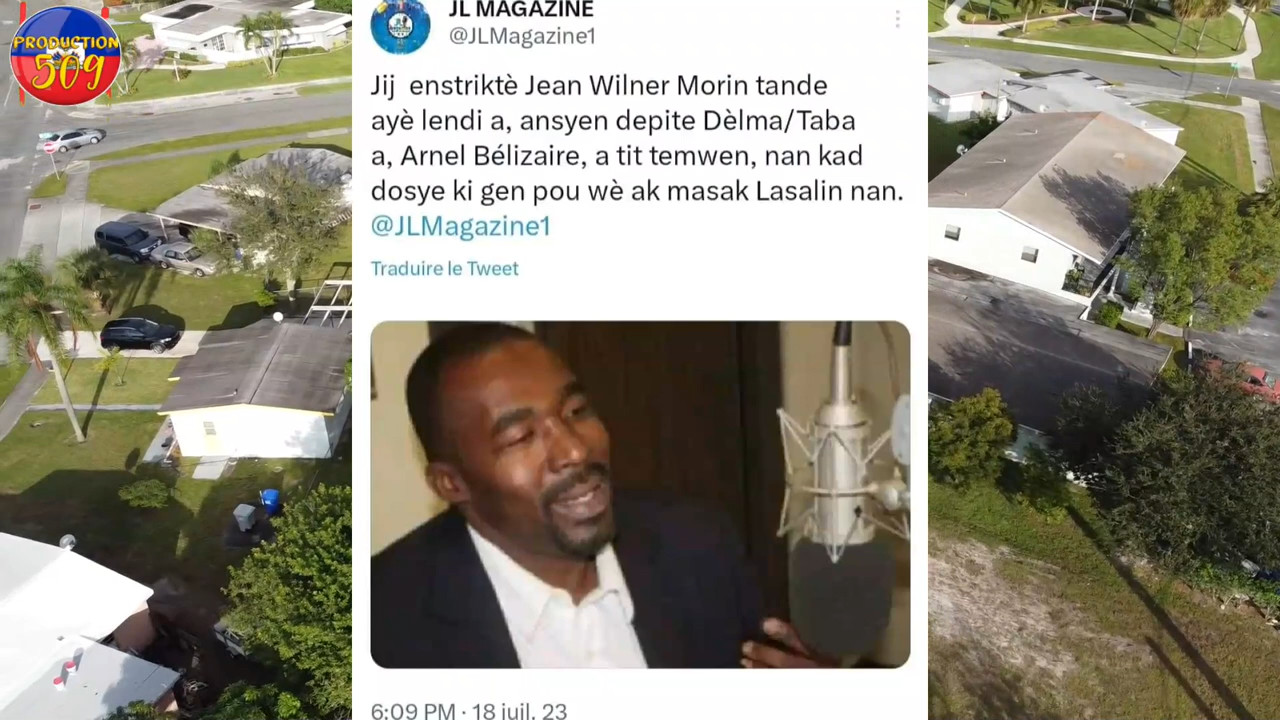 PRODUCTION
509
JL MAGAZINE
@JLMagazine1
Jij enstriktè Jean Wilner Morin tande
ayè lendi a, ansyen depite Dèlma/Taba
a, Arnel Bélizaire, a tit temwen, nan kad
dosye ki gen pou wè ak masak Lasalin nan.
@JLMagazine1
Traduire le Tweet
6:09 PM · 18 juil. 23